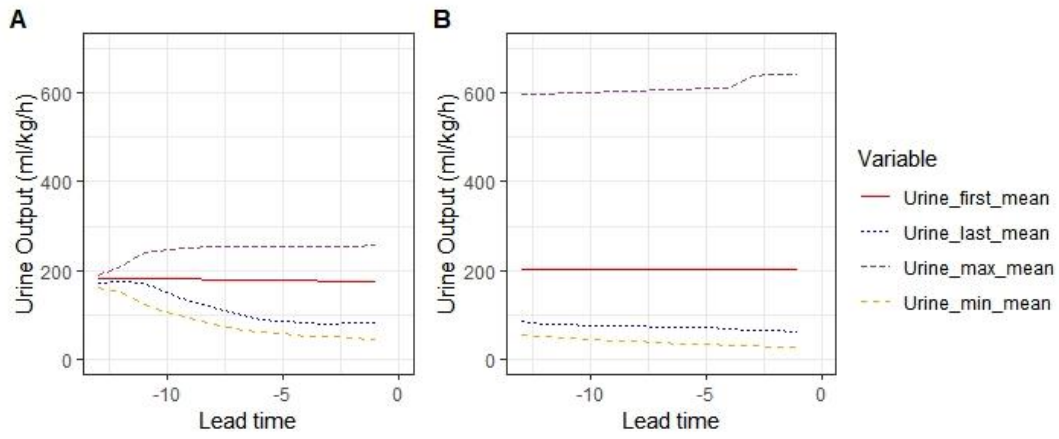 A
B
Urine Output (ml/kg/h)
600
400
200
0
-10
-5
0
Lead time
Urine Output (ml/kg/h)
600
400
200
0
-10
-5
0
Lead time
Variable
Urine_first_mean
Urine_last_mean
Urine_max_mean
Urine_min_mean